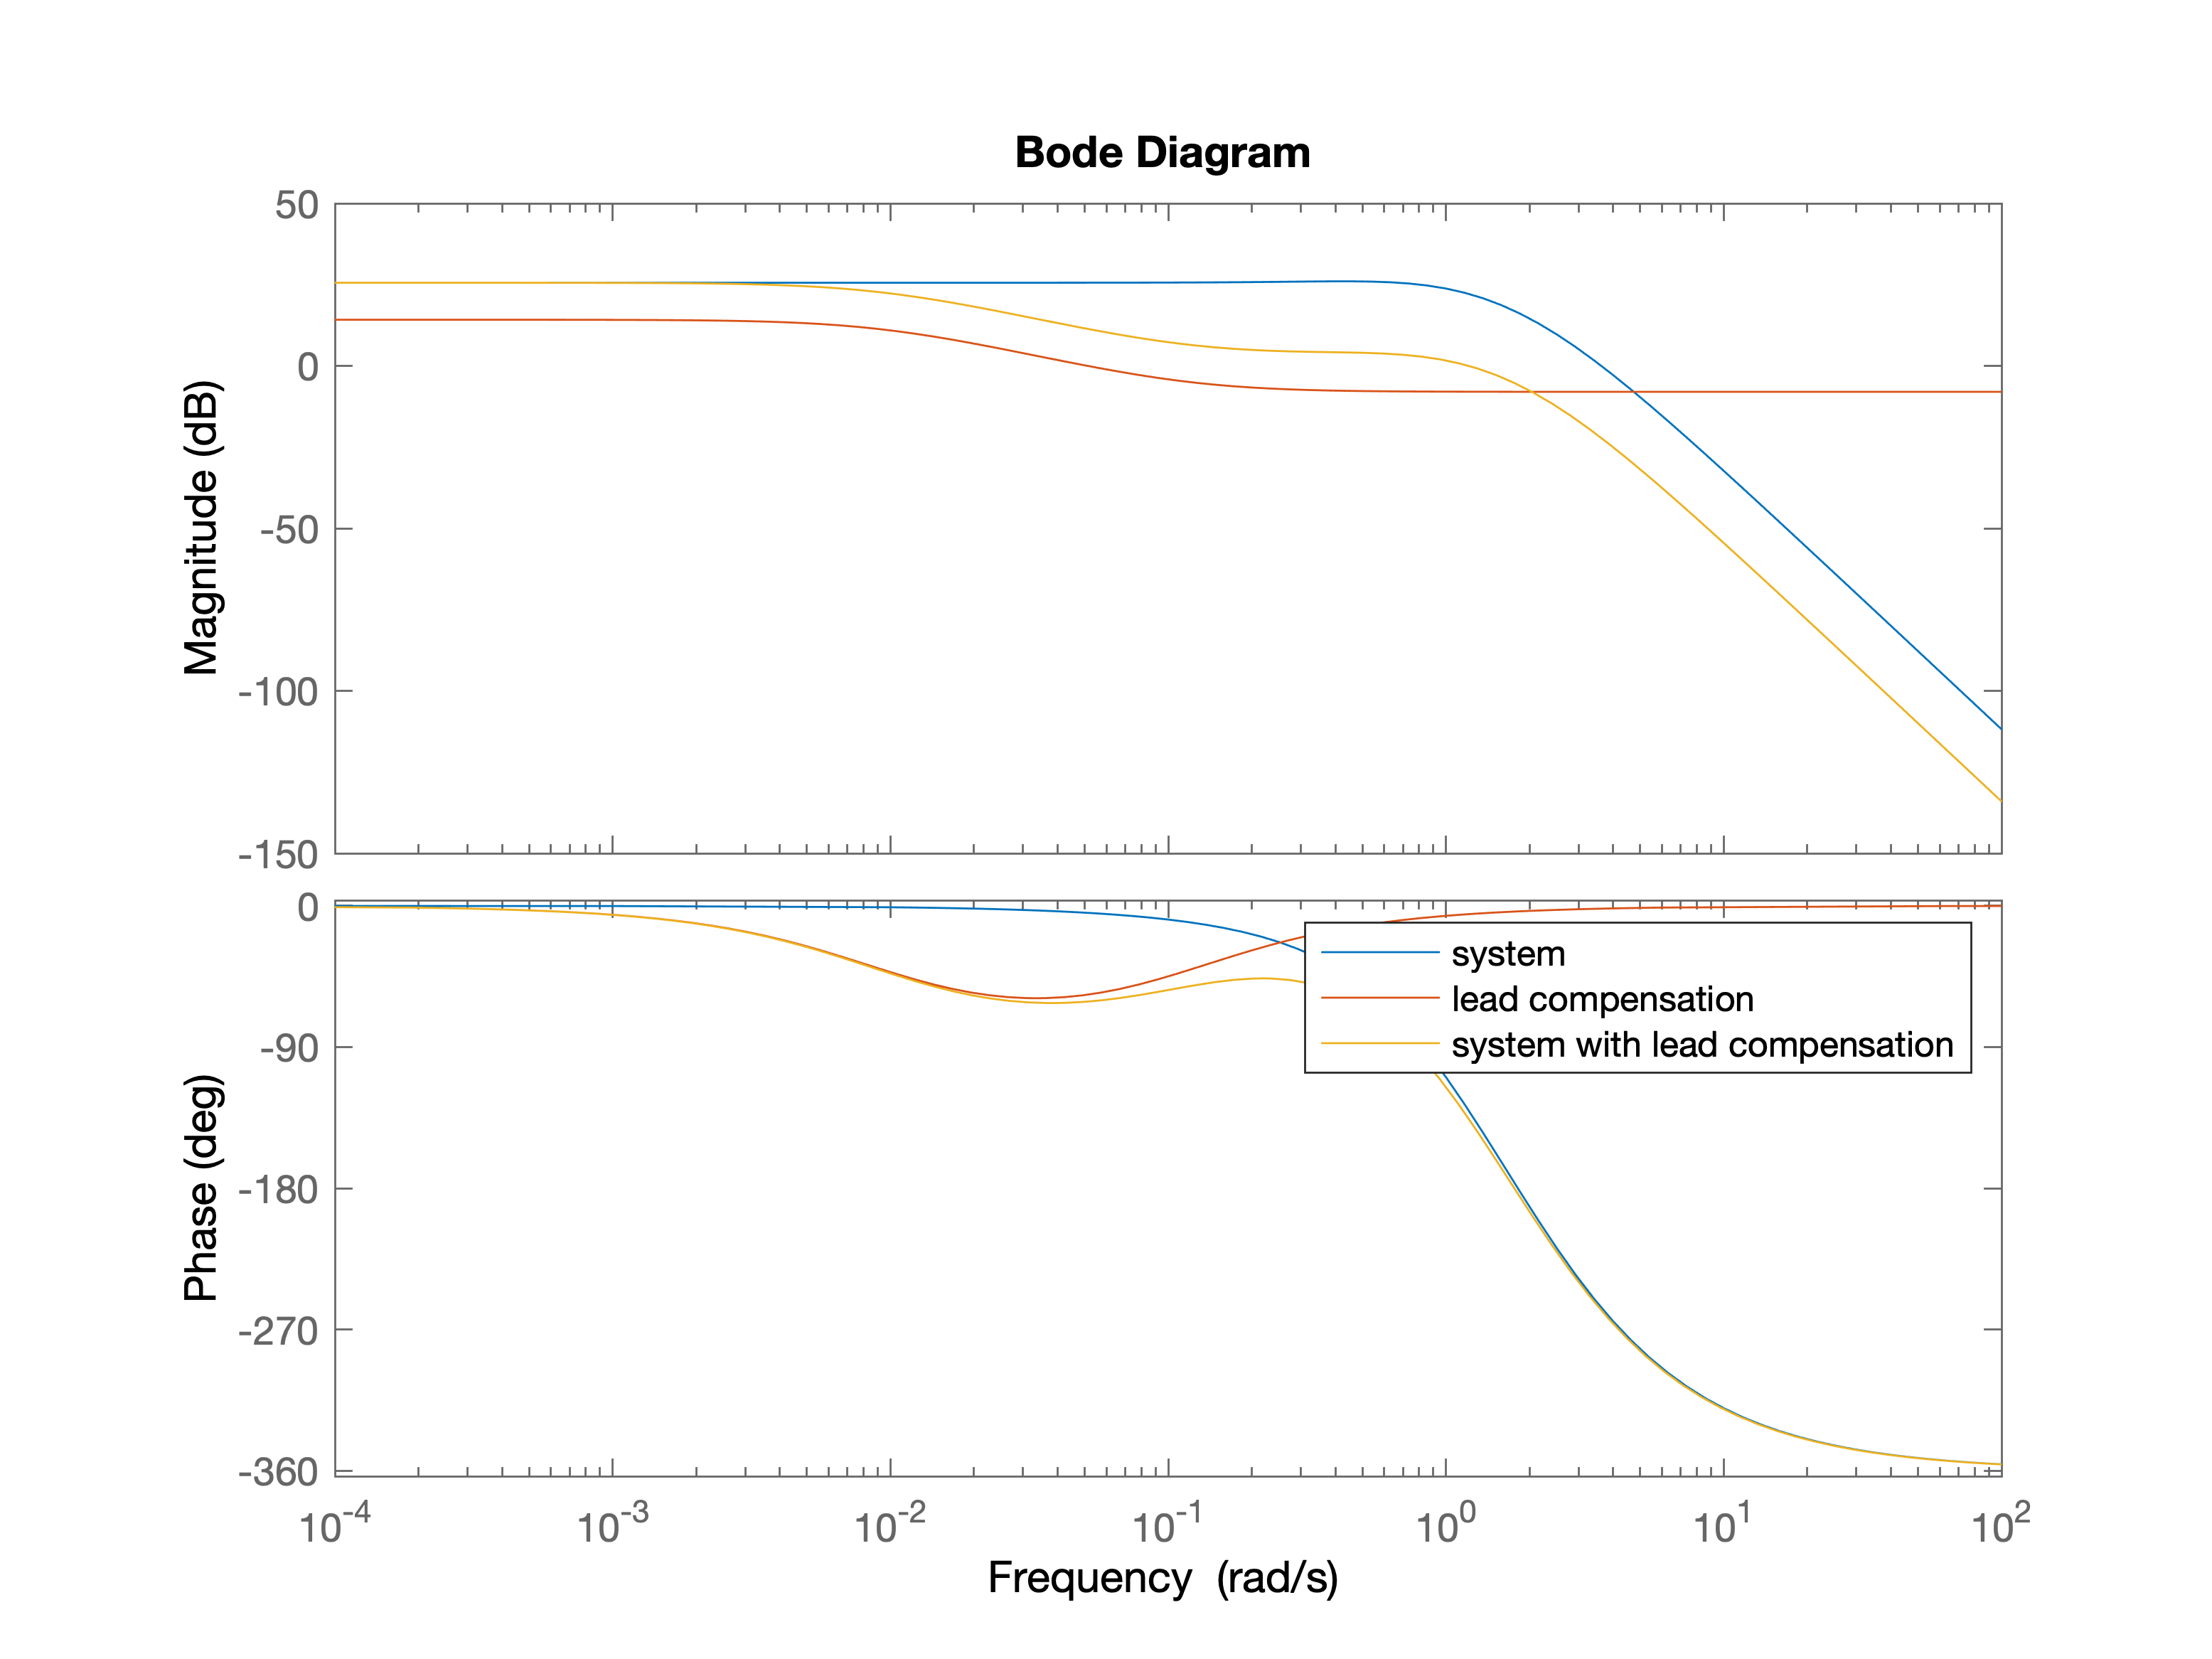 Bode Diagram
50
0
-50
-100
-150
Magnitude (dB)
0
-90
-180
-270
-360
Phase (deg)
system
lead compensation
system with lead compensation
10^-4 10^-3 10^-2 10^-1 10^0 10^1 10^2
Frequency (rad/s)